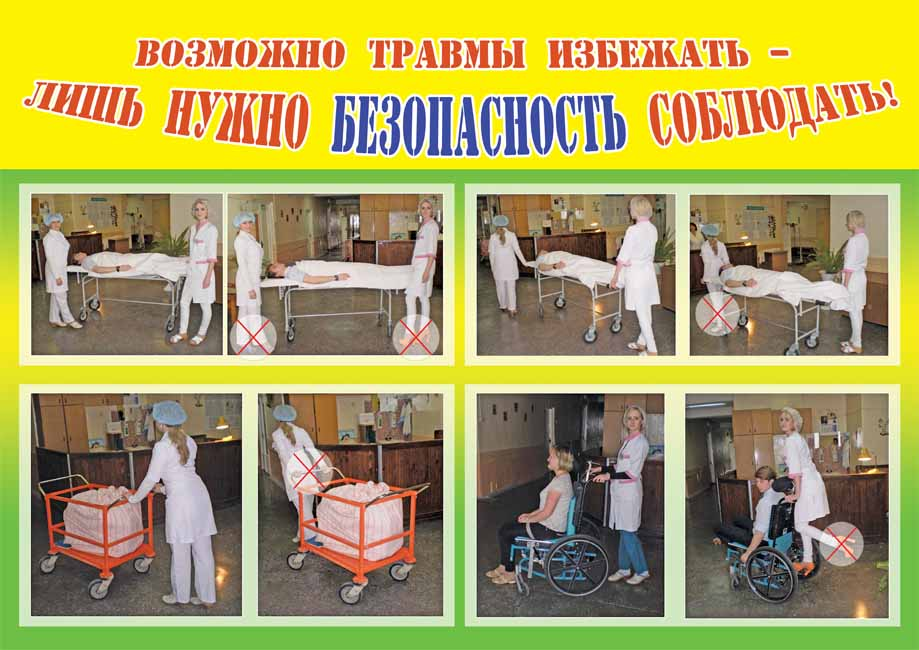 ВОЗМОЖНО ТРАВМЫ ИЗБЕЖАТЬ –
ЛИШЬ НУЖНО БЕЗОПАСНОСТЬ СОБЛЮДАТЬ!